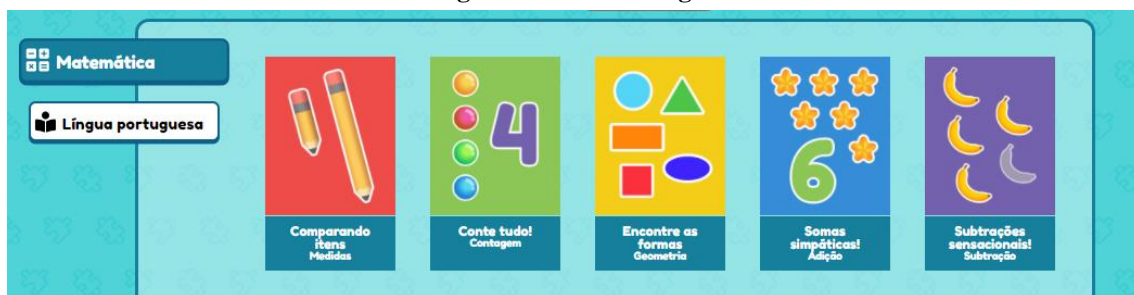 Matemática
Língua portuguesa
4
6
Comparando
itens
Medidas
Conte tudo!
Contagem
Encontre as
formas
Geometria
Somas
simpáticas!
Adição
Subtrações
sensacionais!
Subtração